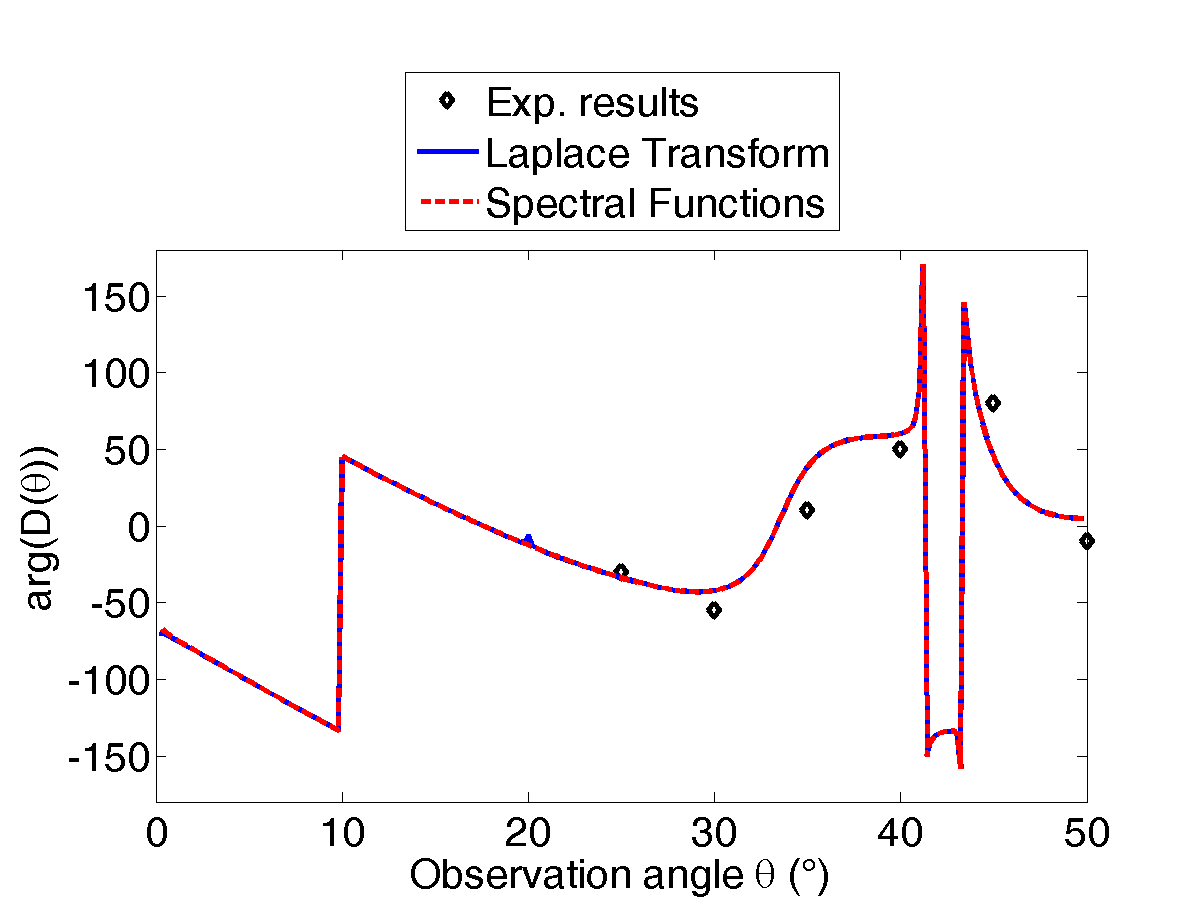 Exp. results
Laplace Transform
Spectral Functions
150
100
50
0
-50
-100
-150
arg(D(θ))
0 10 20 30 40 50
Observation angle θ (°)